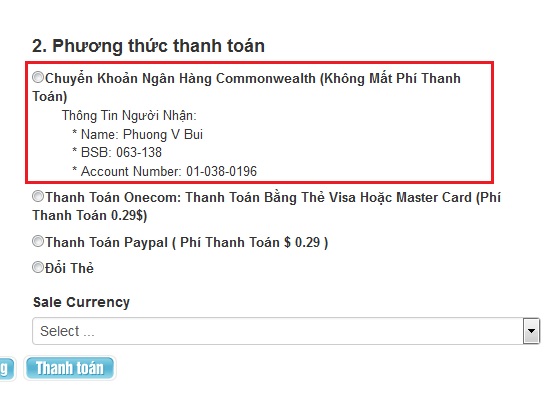 2. Phương thức thanh toán
Chuyển Khoản Ngân Hàng Commonwealth (Không Mất Phí Thanh
Toán)
Thông Tin Người Nhận:
* Name: Phuong V Bui
* BSB: 063-138
* Account Number: 01-038-0196
Thanh Toán Onecom: Thanh Toán Bằng Thẻ Visa Hoặc Master Card (Phí
Thanh Toán 0.29$)
Thanh Toán Paypal ( Phí Thanh Toán $ 0.29 )
Đổi Thẻ
Sale Currency
Select ...
g Thanh toán